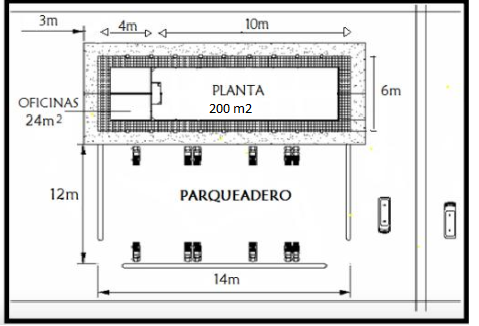 3m
4m
10m
PLANTA
200 m2
6m
OFICINAS
24m²
12m
PARQUEADERO
14m